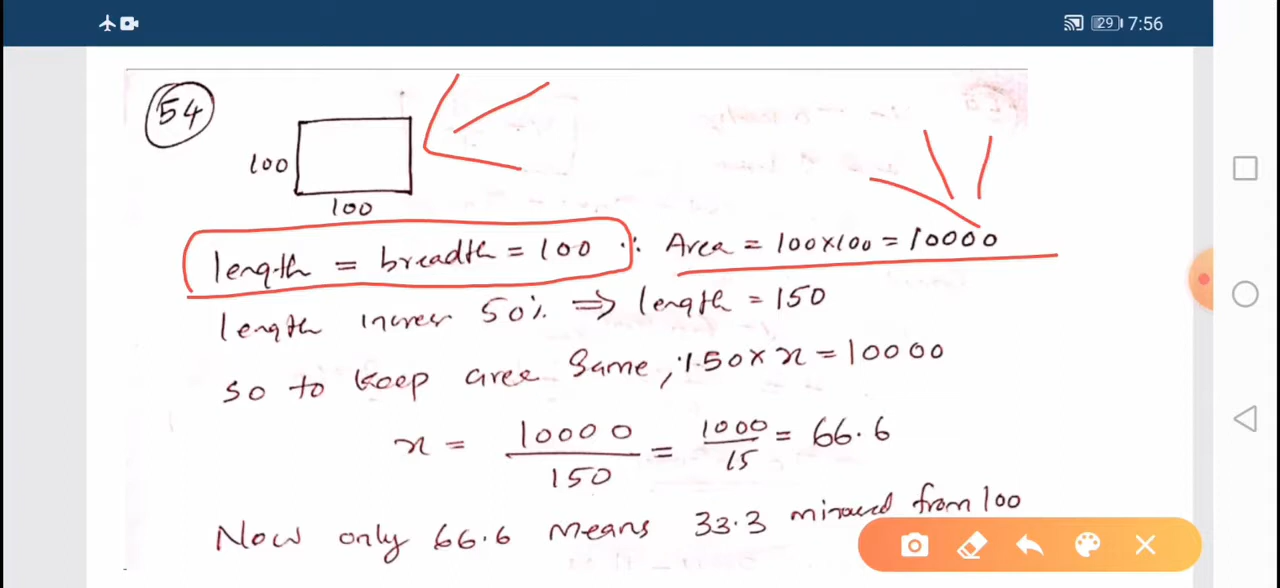 29 7:56
54
100
100
length = breadth = 100 ∴ Area = 100×100 = 10000
length increas 50% ⇒ length = 150
so to keep area same, 150 × x = 10000
x = 10000/150 = 1000/15 = 66.6
Now only 66.6 means 33.3 minused from 100